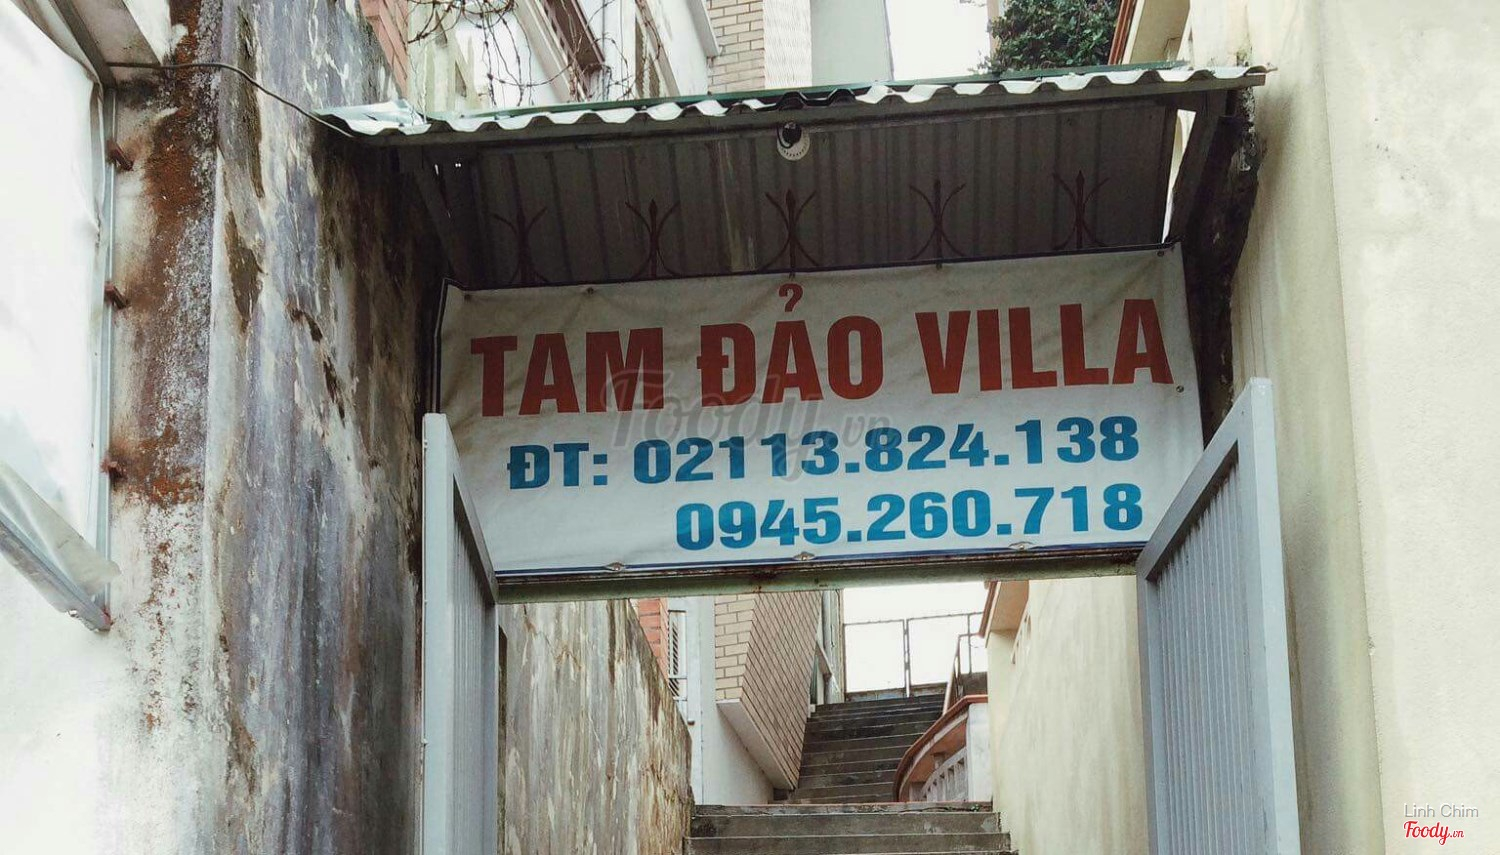 TAM ĐẢO VILLA
ĐT: 02113.824.138
0945.260.718
Foody.vn
Linh Chim
Foody.vn